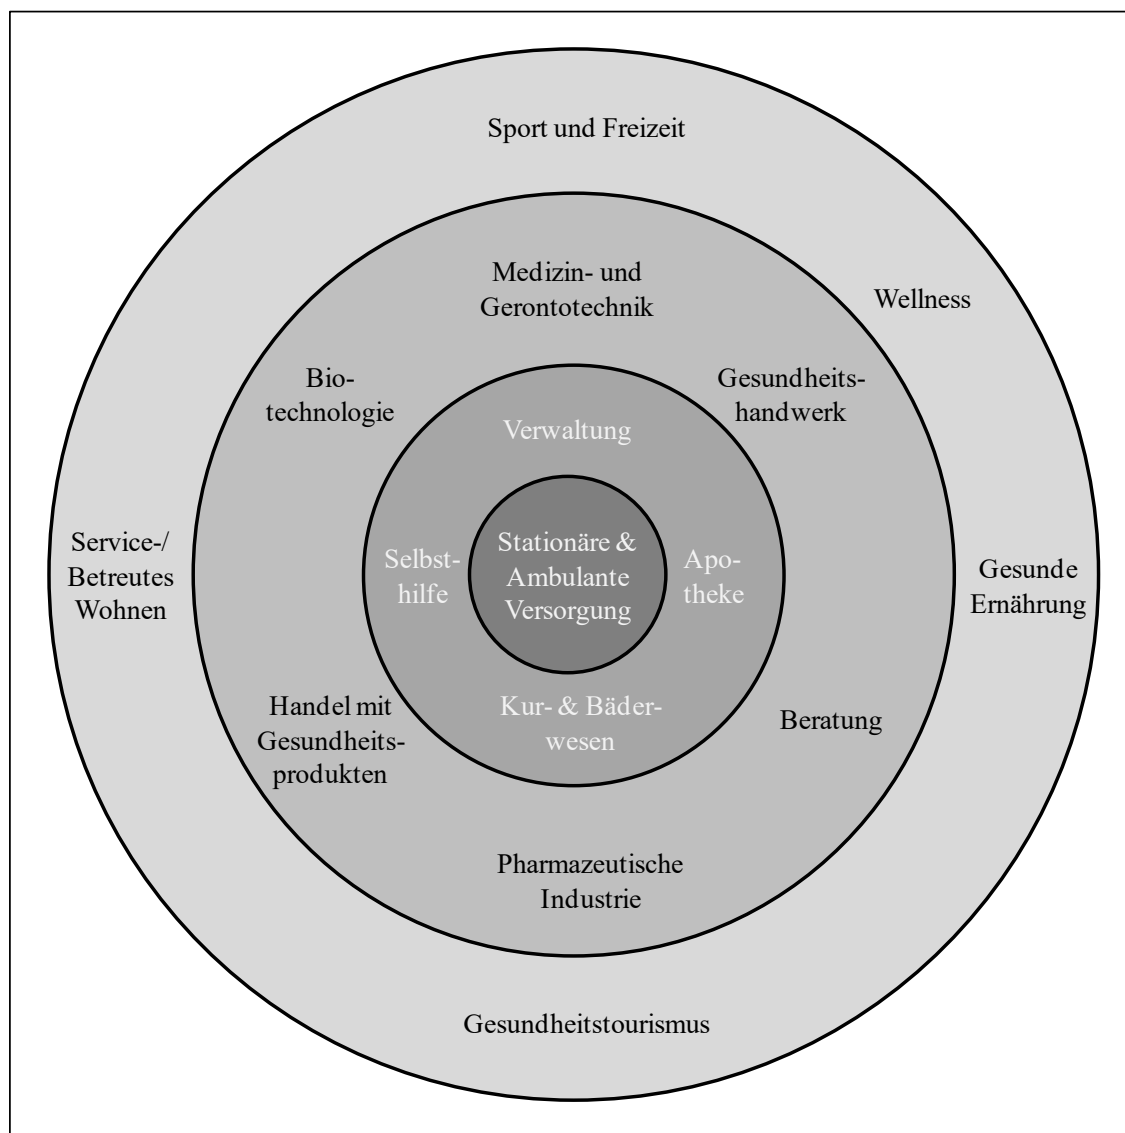 Sport und Freizeit
Medizin- und
Gerontotechnik
Wellness
Bio-
technologie
Gesundheits-
handwerk
Verwaltung
Service-/
Betreutes
Wohnen
Selbst-
hilfe
Stationäre &
Ambulante
Versorgung
Apo-
theke
Gesunde
Ernährung
Handel mit
Gesundheits-
produkten
Kur- & Bäder-
wesen
Beratung
Pharmazeutische
Industrie
Gesundheitstourismus